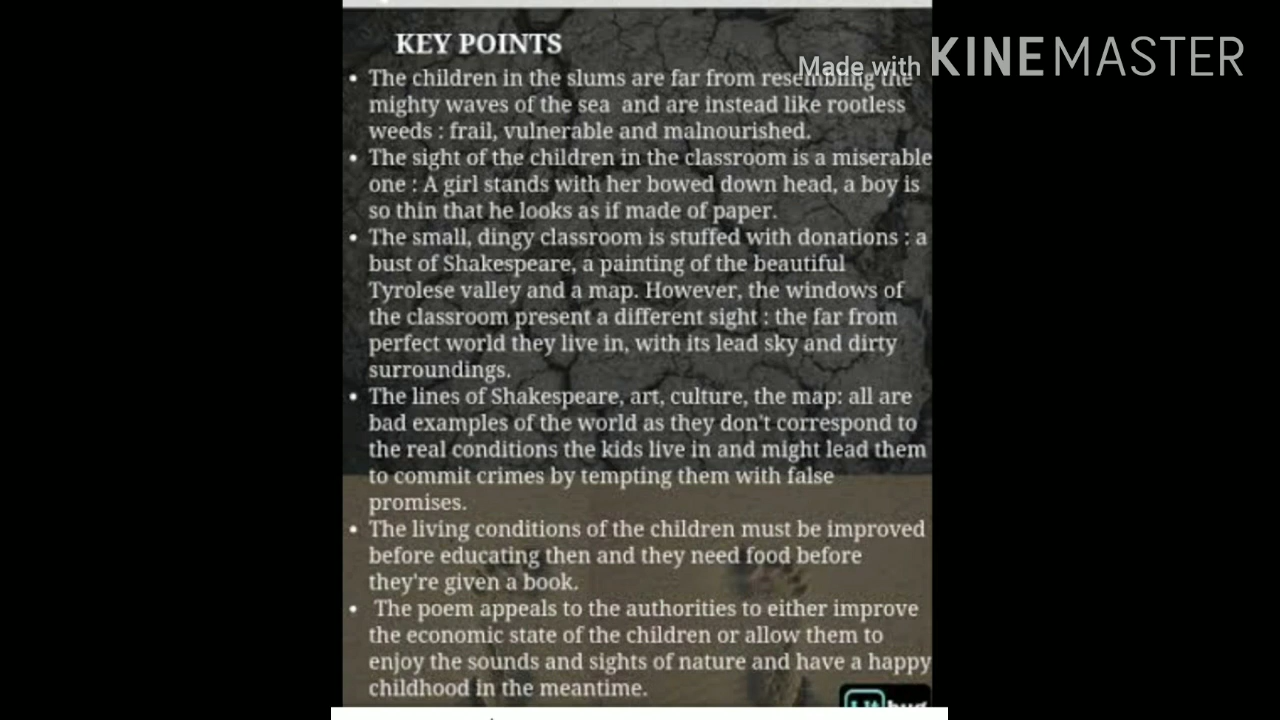 Made with KINEMASTER
KEY POINTS
• The children in the slums are far from resembling the
mighty waves of the sea and are instead like rootless
weeds : frail, vulnerable and malnourished.
• The sight of the children in the classroom is a miserable
one : A girl stands with her bowed down head, a boy is
so thin that he looks as if made of paper.
• The small, dingy classroom is stuffed with donations : a
bust of Shakespeare, a painting of the beautiful
Tyrolese valley and a map. However, the windows of
the classroom present a different sight : the far from
perfect world they live in, with its lead sky and dirty
surroundings.
• The lines of Shakespeare, art, culture, the map: all are
bad examples of the world as they don't correspond to
the real conditions the kids live in and might lead them
to commit crimes by tempting them with false
promises.
• The living conditions of the children must be improved
before educating then and they need food before
they're given a book.
• The poem appeals to the authorities to either improve
the economic state of the children or allow them to
enjoy the sounds and sights of nature and have a happy
childhood in the meantime.